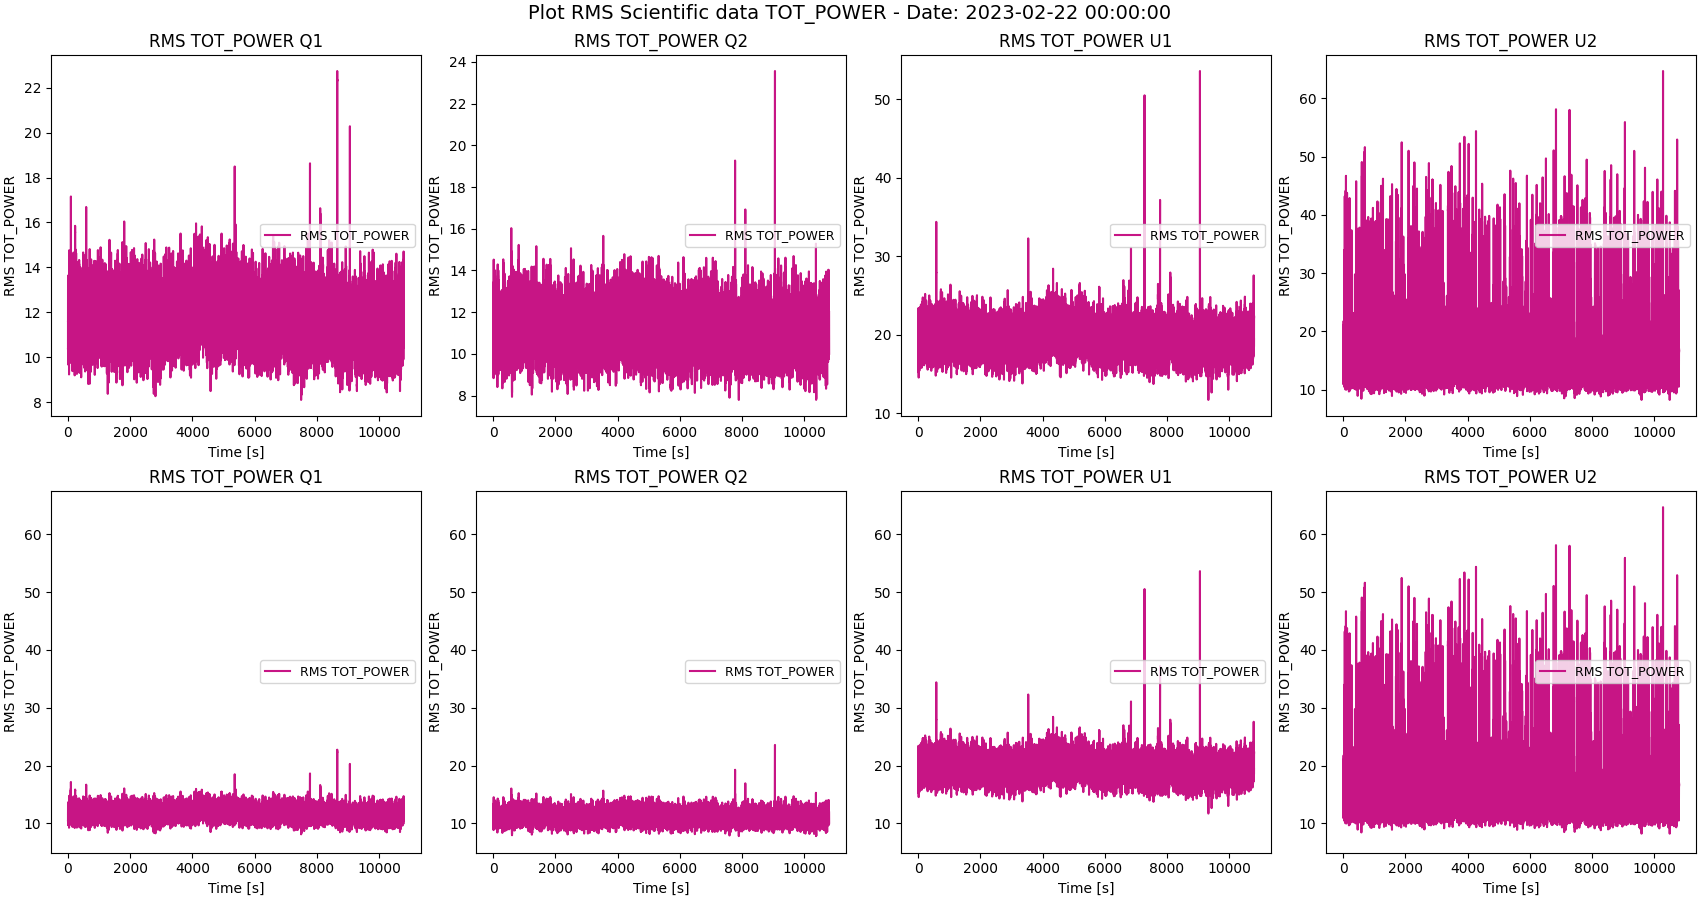 Plot RMS Scientific data TOT_POWER - Date: 2023-02-22 00:00:00
RMS TOT_POWER Q1
RMS TOT_POWER
22
20
18
16
14
12
10
8
RMS TOT_POWER
0 2000 4000 6000 8000 10000
Time [s]
RMS TOT_POWER Q2
RMS TOT_POWER
24
22
20
18
16
14
12
10
8
RMS TOT_POWER
0 2000 4000 6000 8000 10000
Time [s]
RMS TOT_POWER U1
RMS TOT_POWER
50
40
30
20
10
RMS TOT_POWER
0 2000 4000 6000 8000 10000
Time [s]
RMS TOT_POWER U2
RMS TOT_POWER
60
50
40
30
20
10
RMS TOT_POWER
0 2000 4000 6000 8000 10000
Time [s]
RMS TOT_POWER Q1
RMS TOT_POWER
60
50
40
30
20
10
RMS TOT_POWER
0 2000 4000 6000 8000 10000
Time [s]
RMS TOT_POWER Q2
RMS TOT_POWER
60
50
40
30
20
10
RMS TOT_POWER
0 2000 4000 6000 8000 10000
Time [s]
RMS TOT_POWER U1
RMS TOT_POWER
60
50
40
30
20
10
RMS TOT_POWER
0 2000 4000 6000 8000 10000
Time [s]
RMS TOT_POWER U2
RMS TOT_POWER
60
50
40
30
20
10
RMS TOT_POWER
0 2000 4000 6000 8000 10000
Time [s]